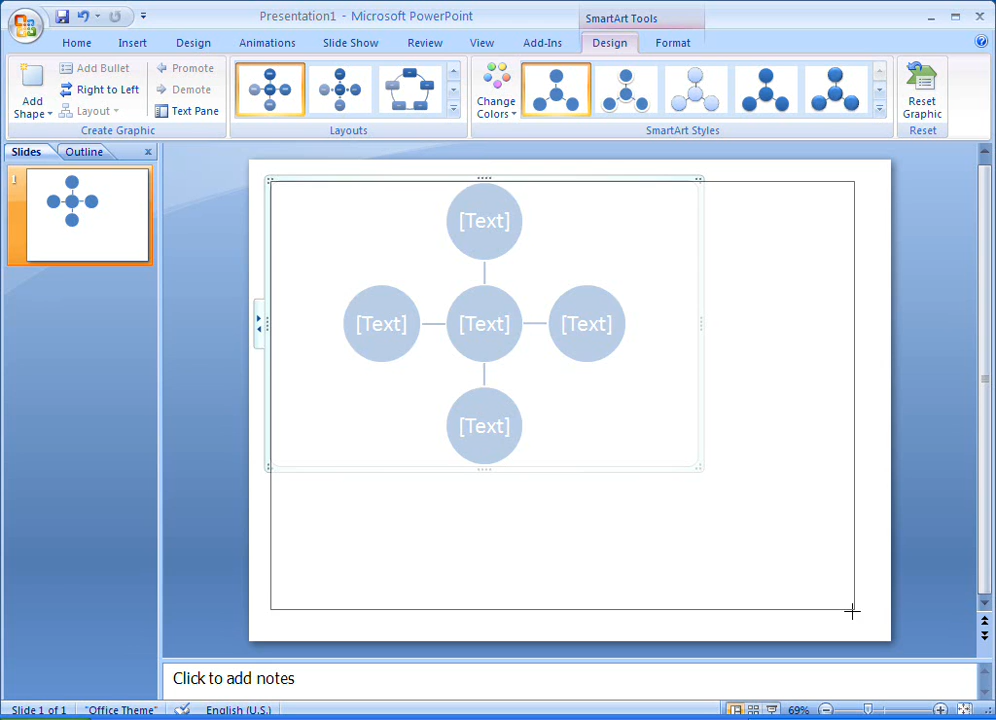 Presentation1 - Microsoft PowerPoint
SmartArt Tools
Home Insert Design Animations Slide Show Review View Add-Ins Design Format
Add Shape
Add Bullet
Right to Left
Layout
Promote
Demote
Text Pane
Create Graphic
Layouts
Change Colors
SmartArt Styles
Reset Graphic
Reset
Slides Outline
1
[Text]
[Text] [Text] [Text]
[Text]
Click to add notes
Slide 1 of 1 "Office Theme" English (U.S.) 69%